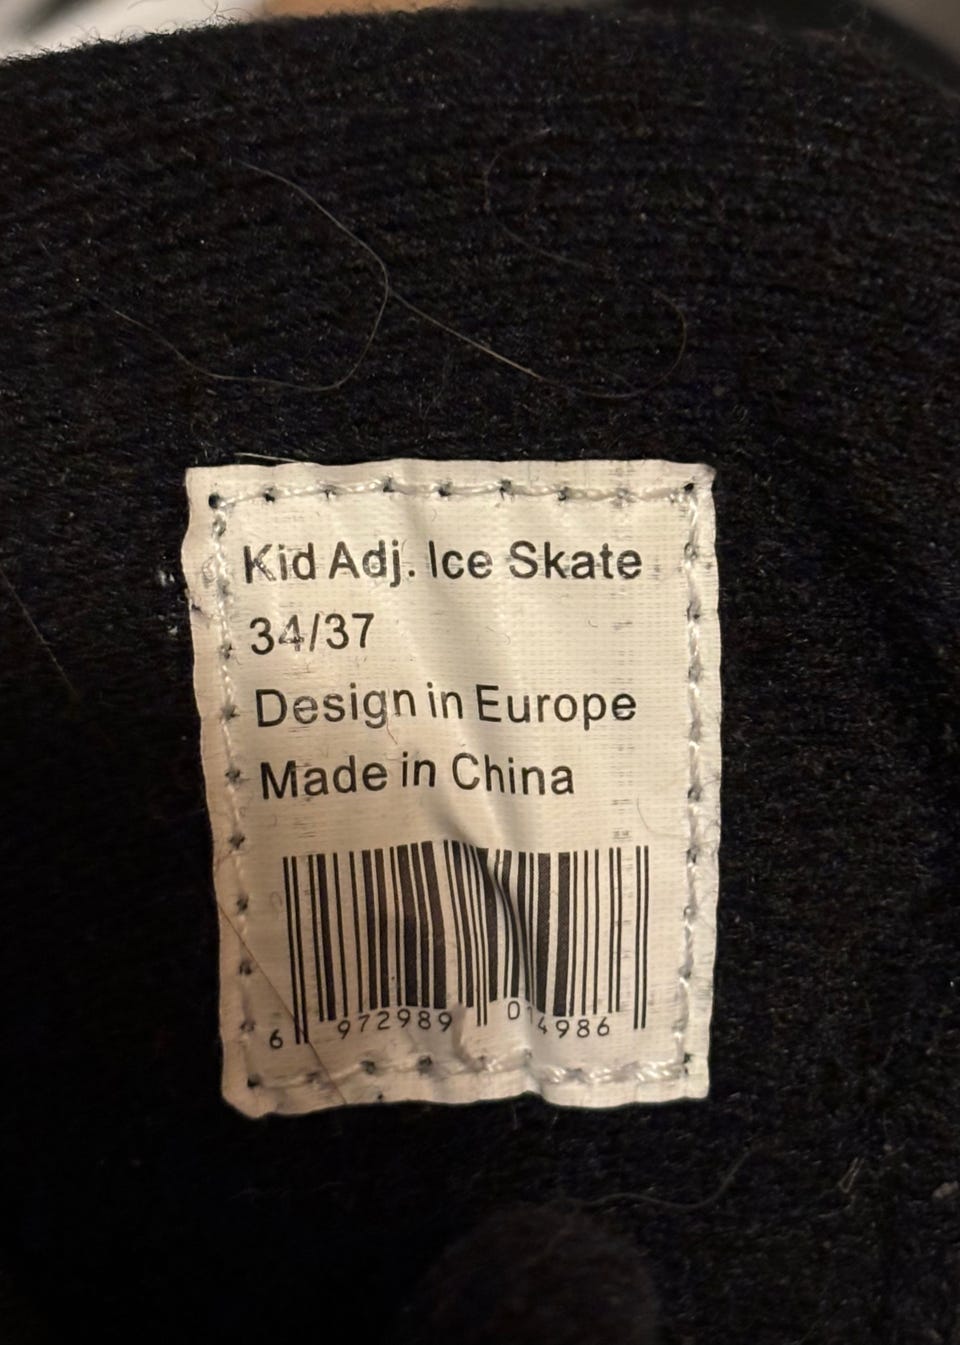 Kid Adj. Ice Skate
34/37
Design in Europe
Made in China
6 972989 014986